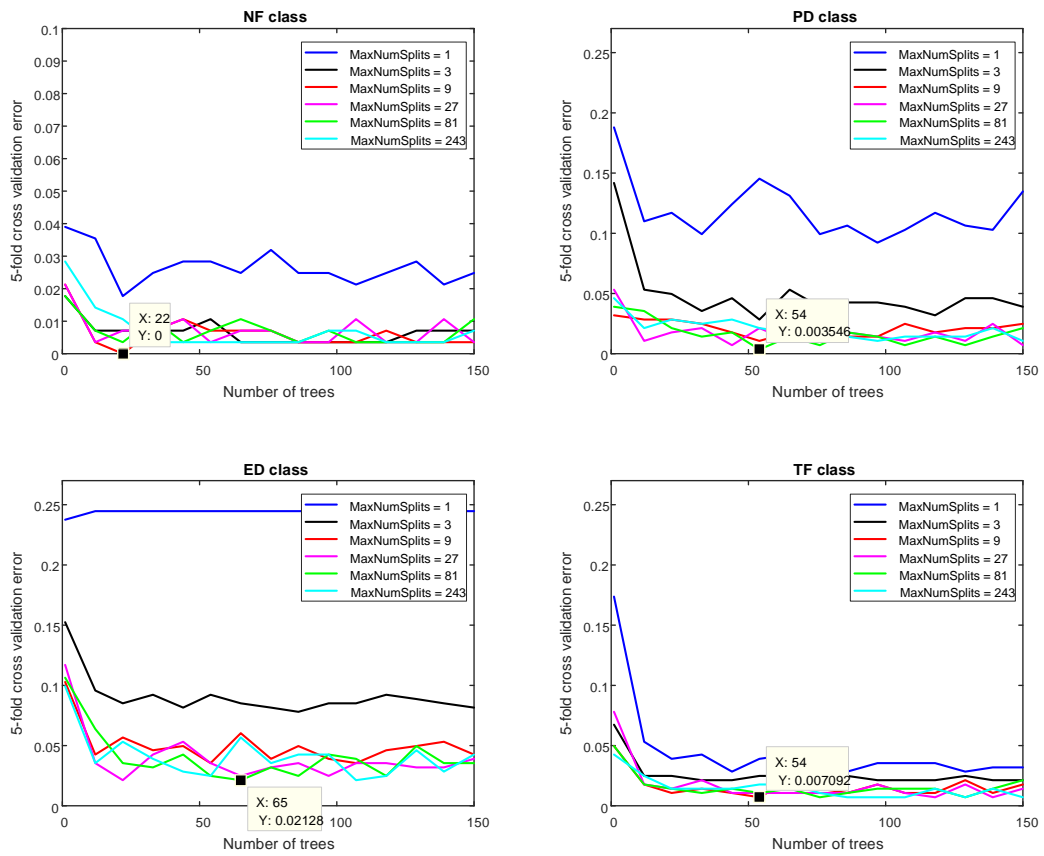 NF class
0.1
0.09
0.08
0.07
0.06
0.05
0.04
0.03
0.02
0.01
0
5-fold cross validation error
MaxNumSplits = 1
MaxNumSplits = 3
MaxNumSplits = 9
MaxNumSplits = 27
MaxNumSplits = 81
MaxNumSplits = 243
X: 22
Y: 0
0 50 100 150
Number of trees
PD class
0.25
0.2
0.15
0.1
0.05
0
5-fold cross validation error
MaxNumSplits = 1
MaxNumSplits = 3
MaxNumSplits = 9
MaxNumSplits = 27
MaxNumSplits = 81
MaxNumSplits = 243
X: 54
Y: 0.003546
0 50 100 150
Number of trees
ED class
0.25
0.2
0.15
0.1
0.05
0
5-fold cross validation error
MaxNumSplits = 1
MaxNumSplits = 3
MaxNumSplits = 9
MaxNumSplits = 27
MaxNumSplits = 81
MaxNumSplits = 243
X: 65
Y: 0.02128
0 50 100 150
Number of trees
TF class
0.25
0.2
0.15
0.1
0.05
0
5-fold cross validation error
MaxNumSplits = 1
MaxNumSplits = 3
MaxNumSplits = 9
MaxNumSplits = 27
MaxNumSplits = 81
MaxNumSplits = 243
X: 54
Y: 0.007092
0 50 100 150
Number of trees